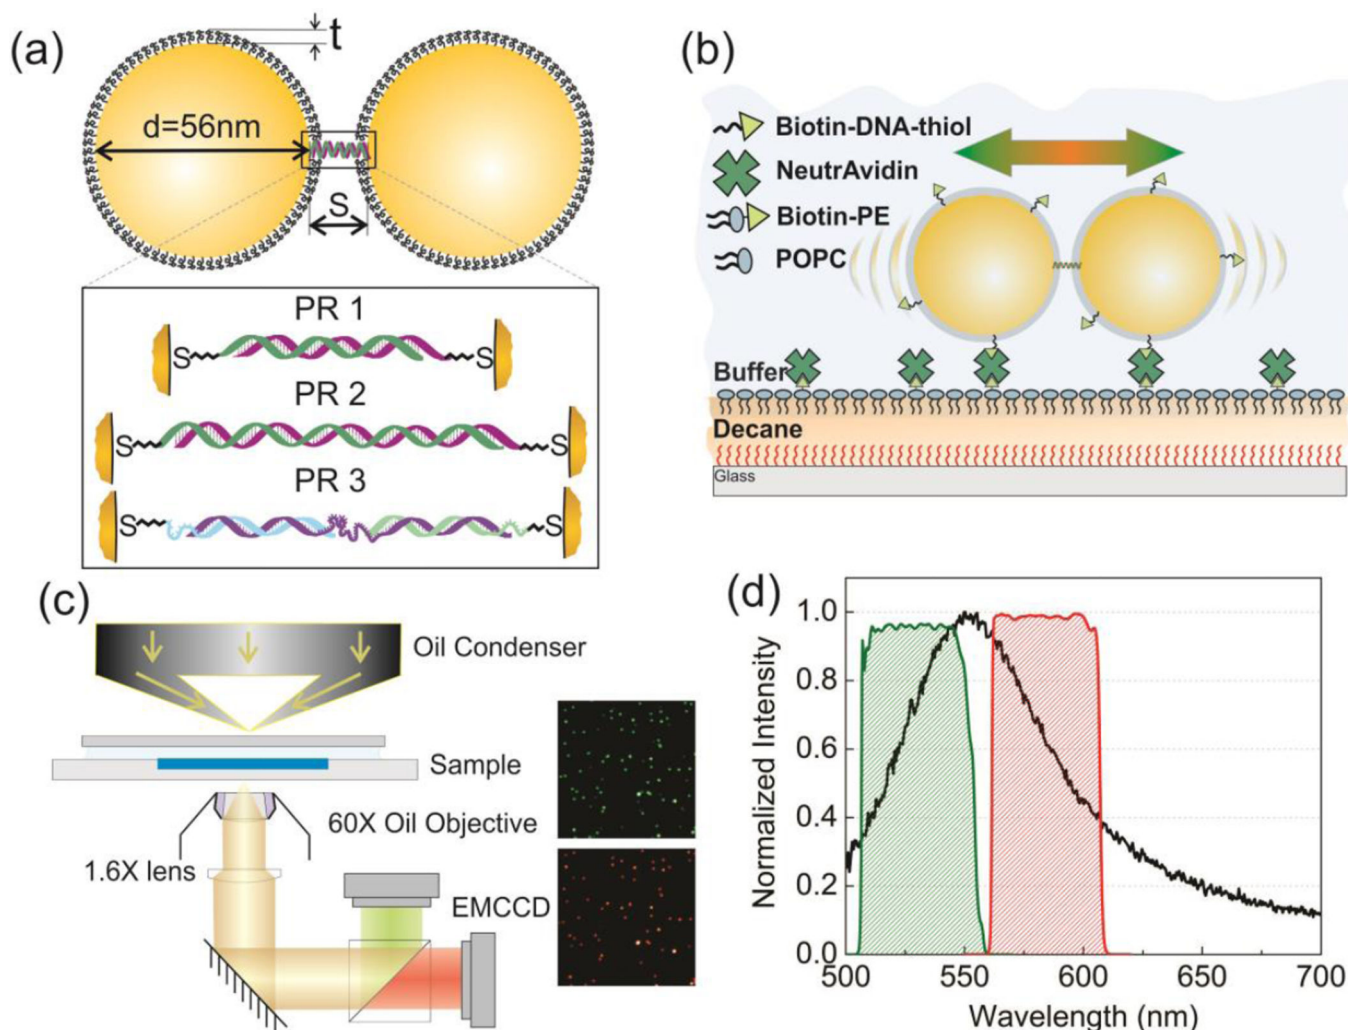 (a)
t
d=56nm
S
PR 1
S
S
PR 2
S
S
PR 3
S
S
(b)
Biotin-DNA-thiol
NeutrAvidin
Biotin-PE
POPC
Buffer
Decane
Glass
(c)
Oil Condenser
Sample
60X Oil Objective
1.6X lens
EMCCD
(d)
Normalized Intensity
1.0
0.8
0.6
0.4
0.2
0.0
500 550 600 650 700
Wavelength (nm)